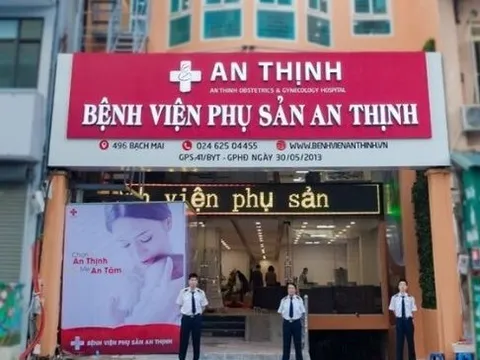 AN THỊNH
AN THINH OBSTETRICS & GYNECOLOGY HOSPITAL
BỆNH VIỆN PHỤ SẢN AN THỊNH
496 BẠCH MAI 024 625 04455 WWW.BENHVIENANTHINH.VN
GPS:41/BYT - GPHĐ NGÀY 30/05/2013
viện phụ sản
Chọn
An Thịnh
Mẹ An Tâm
BỆNH VIỆN PHỤ SẢN AN THỊNH